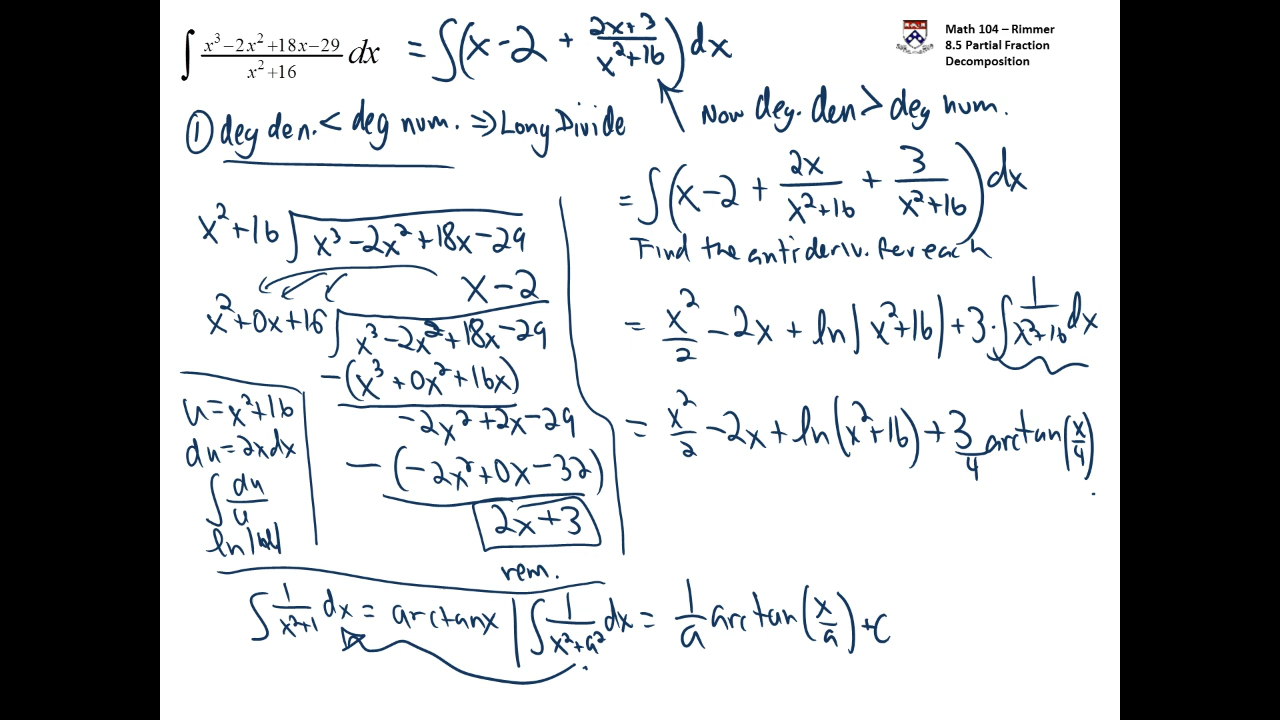 ∫ (x³−2x²+18x−29)/(x²+16) dx = ∫(x−2 + (2x+3)/(x²+16))dx
Math 104 – Rimmer
8.5 Partial Fraction
Decomposition
① deg den. < deg num. ⇒ Long Divide
Now deg. den > deg num.
x²+16 ) x³−2x²+18x−29
x−2
x²+0x+16 ) x³−2x²+18x−29
−(x³+0x²+16x)
−2x²+2x−29
−(−2x²+0x−32)
2x+3
rem.
u=x²+16
du=2xdx
∫ du/u
ln|u|
= ∫(x−2 + 2x/(x²+16) + 3/(x²+16))dx
Find the antideriv. for each
= x²/2 −2x + ln|x²+16| + 3·∫ 1/(x²+16) dx
= x²/2 −2x + ln(x²+16) + 3/4 arctan(x/4)
∫ 1/(x²+1) dx = arctanx | ∫ 1/(x²+a²) dx = 1/a arctan(x/a) +C